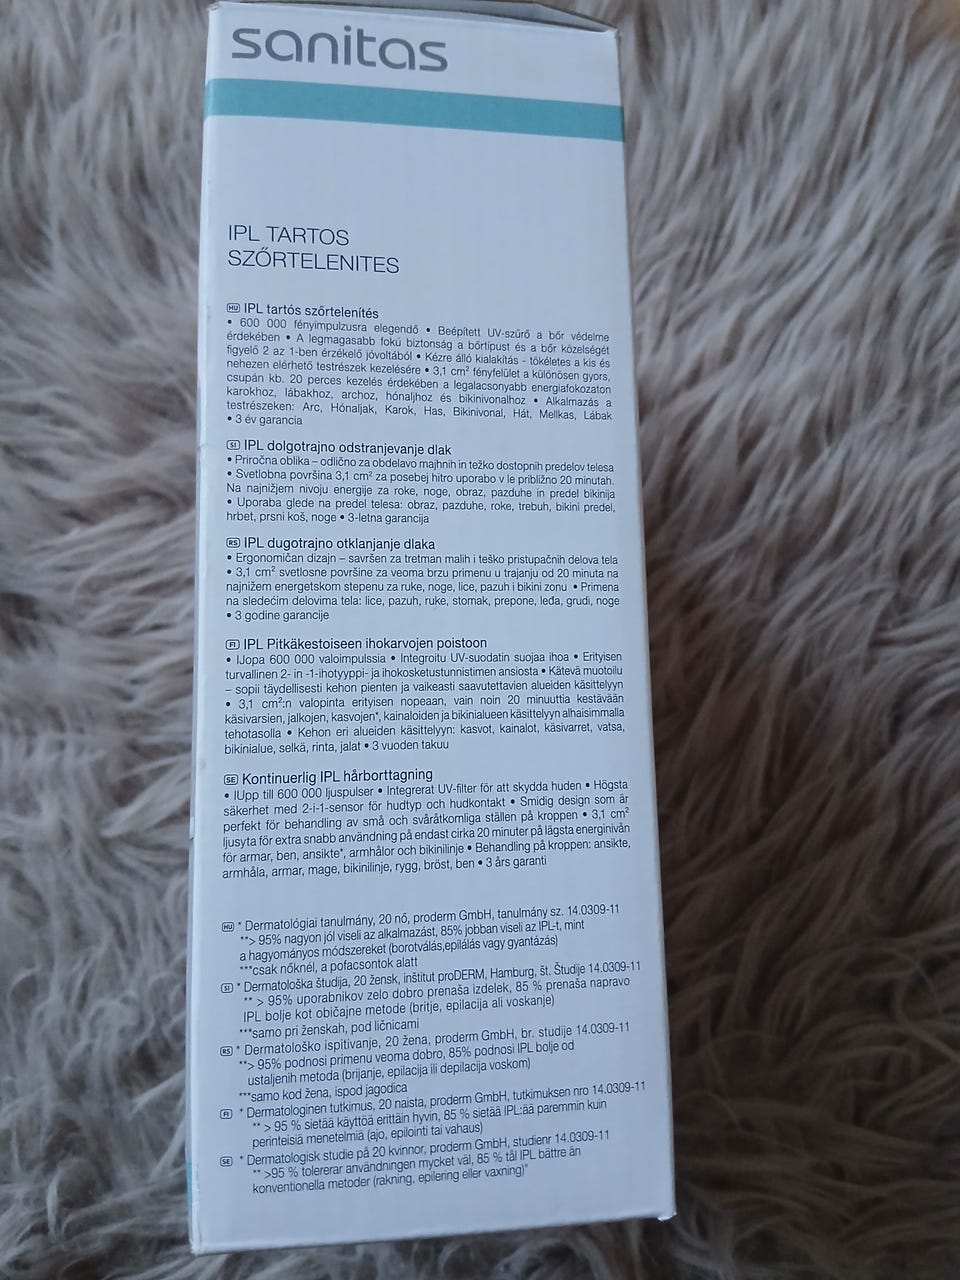 sanitas
IPL TARTOS
SZŐRTELENITES
HU IPL tartós szőrtelenítés
• 600 000 fényimpulzusra elegendő • Beépített UV-szűrő a bőr védelme
érdekében • A legmagasabb fokú biztonság a bőrtípust és a bőr közelségét
figyelő 2 az 1-ben érzékelő jóvoltából • Kézre álló kialakítás - tökéletes a kis és
nehezen elérhető testrészek kezelésére • 3,1 cm² fényfelület a különösen gyors,
csupán kb. 20 perces kezelés érdekében a legalacsonyabb energiafokozaton
karokhoz, lábakhoz, archoz, hónaljhoz és bikinivonalhoz • Alkalmazás a
testrészeken: Arc, Hónaljak, Karok, Has, Bikinivonal, Hát, Mellkas, Lábak
• 3 év garancia
SI IPL dolgotrajno odstranjevanje dlak
• Priročna oblika – odlično za obdelavo majhnih in težko dostopnih predelov telesa
• Svetlobna površina 3,1 cm² za posebej hitro uporabo v le približno 20 minutah.
Na najnižjem nivoju energije za roke, noge, obraz, pazduhe in predel bikinija
• Uporaba glede na predel telesa: obraz, pazduhe, roke, trebuh, bikini predel,
hrbet, prsni koš, noge • 3-letna garancija
RS IPL dugotrajno otklanjanje dlaka
• Ergonomičan dizajn – savršen za tretman malih i teško pristupačnih delova tela
• 3,1 cm² svetlosne površine za veoma brzu primenu u trajanju od 20 minuta na
najnižem energetskom stepenu za ruke, noge, lice, pazuh i bikini zonu • Primena
na sledećim delovima tela: lice, pazuh, ruke, stomak, prepone, leđa, grudi, noge
• 3 godine garancije
FI IPL Pitkäkestoiseen ihokarvojen poistoon
• IJopa 600 000 valoimpulssia • Integroitu UV-suodatin suojaa ihoa • Erityisen
turvallinen 2- in -1-ihotyyppi- ja ihokosketustunnistimen ansiosta • Kätevä muotoilu
– sopii täydellisesti kehon pienten ja vaikeasti saavutettavien alueiden käsittelyyn
• 3,1 cm²:n valopinta erityisen nopeaan, vain noin 20 minuuttia kestävään
käsivarsien, jalkojen, kasvojen*, kainaloiden ja bikinialueen käsittelyyn alhaisimmalla
tehotasolla • Kehon eri alueiden käsittelyyn: kasvot, kainalot, käsivarret, vatsa,
bikinialue, selkä, rinta, jalat • 3 vuoden takuu
SE Kontinuerlig IPL hårborttagning
• IUpp till 600 000 ljuspulser • Integrerat UV-filter för att skydda huden • Högsta
säkerhet med 2-i-1-sensor för hudtyp och hudkontakt • Smidig design som är
perfekt för behandling av små och svåråtkomliga ställen på kroppen • 3,1 cm²
ljusyta för extra snabb användning på endast cirka 20 minuter på lägsta energinivån
för armar, ben, ansikte*, armhålor och bikinilinje • Behandling på kroppen: ansikte,
armhåla, armar, mage, bikinilinje, rygg, bröst, ben • 3 års garanti
HU * Dermatológiai tanulmány, 20 nő, proderm GmbH, tanulmány sz. 14.0309-11
**> 95% nagyon jól viseli az alkalmazást, 85% jobban viseli az IPL-t, mint
a hagyományos módszereket (borotválás,epilálás vagy gyantázás)
***csak nőknél, a pofacsontok alatt
SI * Dermatološka študija, 20 žensk, inštitut proDERM, Hamburg, št. Študije 14.0309-11
** > 95% uporabnikov zelo dobro prenaša izdelek, 85 % prenaša napravo
IPL bolje kot običajne metode (britje, epilacija ali voskanje)
***samo pri ženskah, pod ličnicami
RS * Dermatološko ispitivanje, 20 žena, proderm GmbH, br. studije 14.0309-11
**> 95% podnosi primenu veoma dobro, 85% podnosi IPL bolje od
ustaljenih metoda (brijanje, epilacija ili depilacija voskom)
***samo kod žena, ispod jagodica
FI * Dermatologinen tutkimus, 20 naista, proderm GmbH, tutkimuksen nro 14.0309-11
** > 95 % sietää käyttöä erittäin hyvin, 85 % sietää IPL:ää paremmin kuin
perinteisiä menetelmiä (ajo, epilointi tai vahaus)
SE * Dermatologisk studie på 20 kvinnor, proderm GmbH, studienr 14.0309-11
** >95 % tolererar användningen mycket väl, 85 % tål IPL bättre än
konventionella metoder (rakning, epilering eller vaxning)"